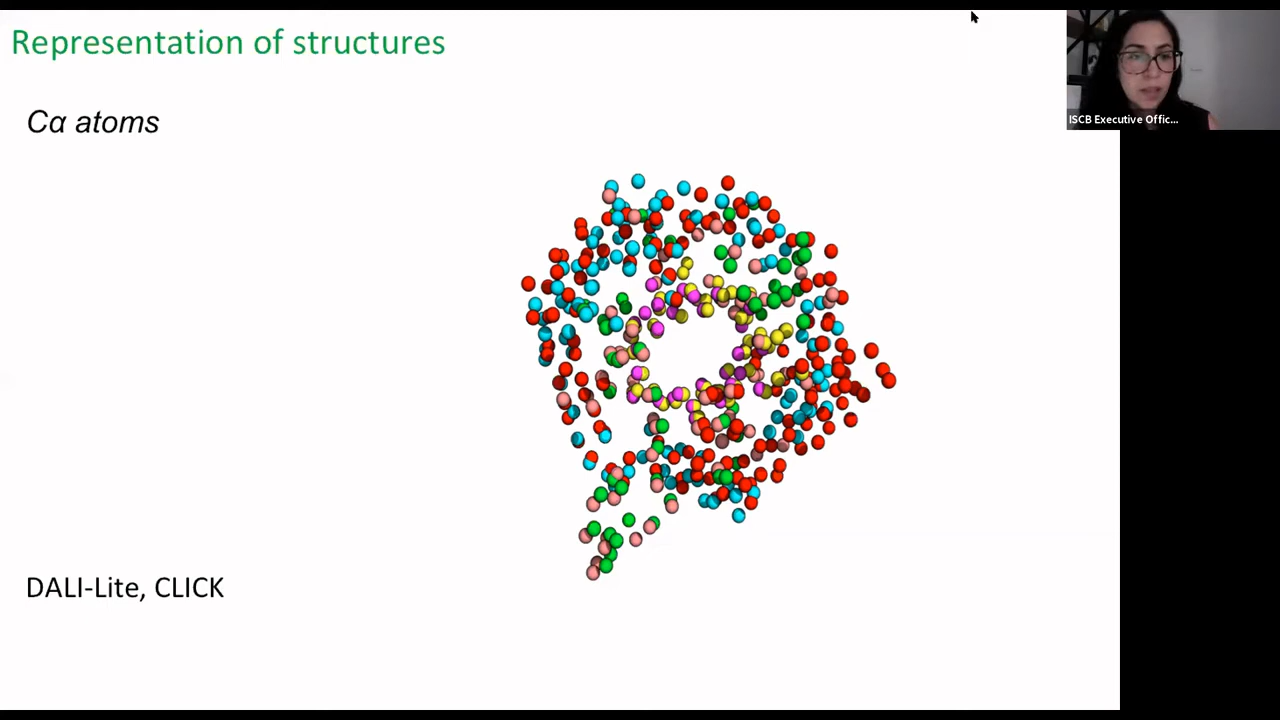 Representation of structures
Cα atoms
DALI-Lite, CLICK
ISCB Executive Offic...